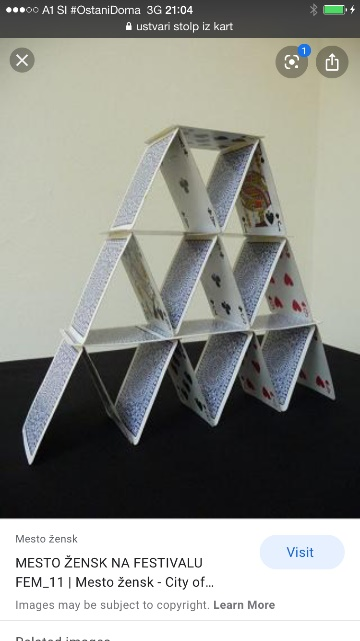 A1 SI #OstaniDoma 3G 21:04
ustvari stolp iz kart
1
Mesto žensk
MESTO ŽENSK NA FESTIVALU
FEM_11 | Mesto žensk - City of…
Visit
Images may be subject to copyright. Learn More
Related images